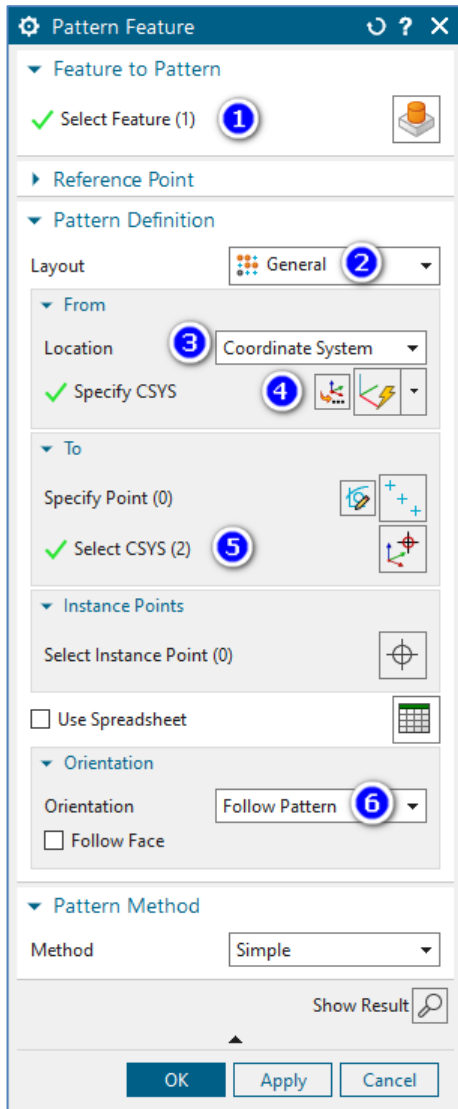 Pattern Feature ?
Feature to Pattern
Select Feature (1) 1
Reference Point
Pattern Definition
Layout General 2
From
Location 3 Coordinate System
Specify CSYS 4
To
Specify Point (0)
Select CSYS (2) 5
Instance Points
Select Instance Point (0)
Use Spreadsheet
Orientation
Orientation Follow Pattern 6
Follow Face
Pattern Method
Method Simple
Show Result
OK Apply Cancel